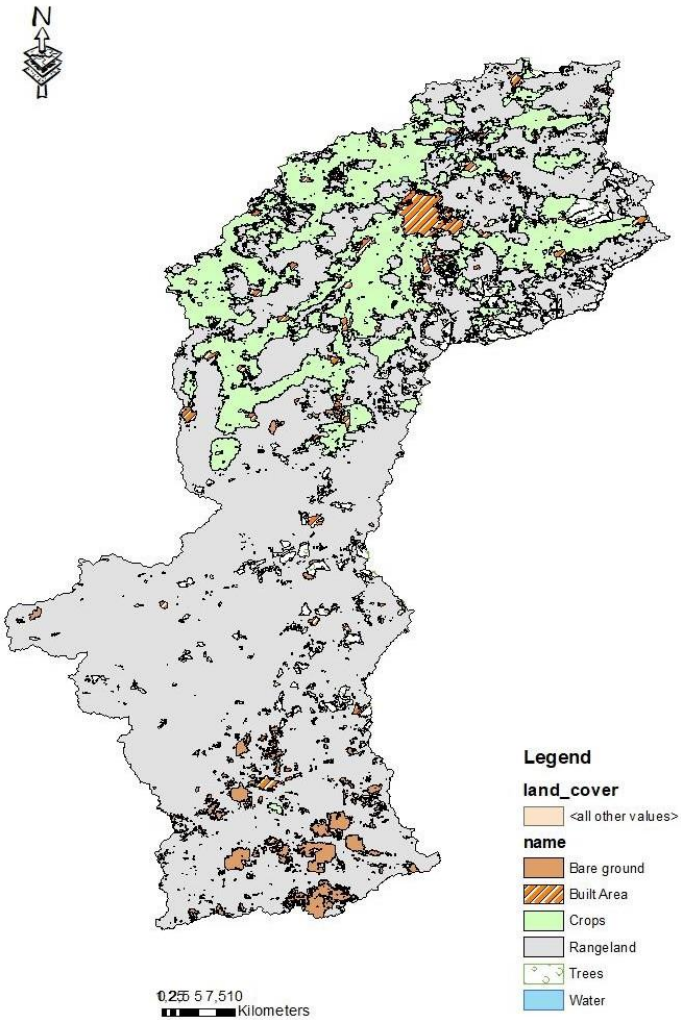 N
Legend
land_cover
<all other values>
name
Bare ground
Built Area
Crops
Rangeland
Trees
Water
Kilometers